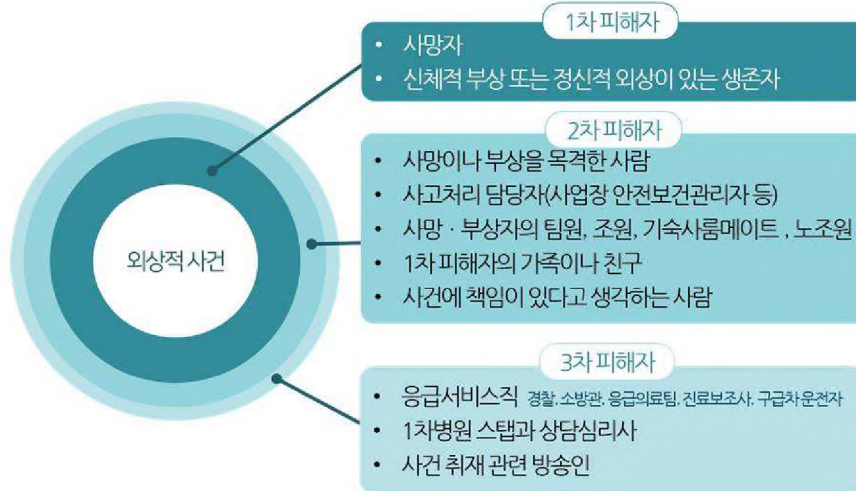 외상적 사건
1차 피해자
• 사망자
• 신체적 부상 또는 정신적 외상이 있는 생존자
2차 피해자
• 사망이나 부상을 목격한 사람
• 사고처리 담당자(사업장 안전보건관리자 등)
• 사망 · 부상자의 팀원, 조원, 기숙사룸메이트 , 노조원
• 1차 피해자의 가족이나 친구
• 사건에 책임이 있다고 생각하는 사람
3차 피해자
• 응급서비스직 경찰. 소방관. 응급의료팀. 진료보조사. 구급차 운전자
• 1차병원 스탭과 상담심리사
• 사건 취재 관련 방송인